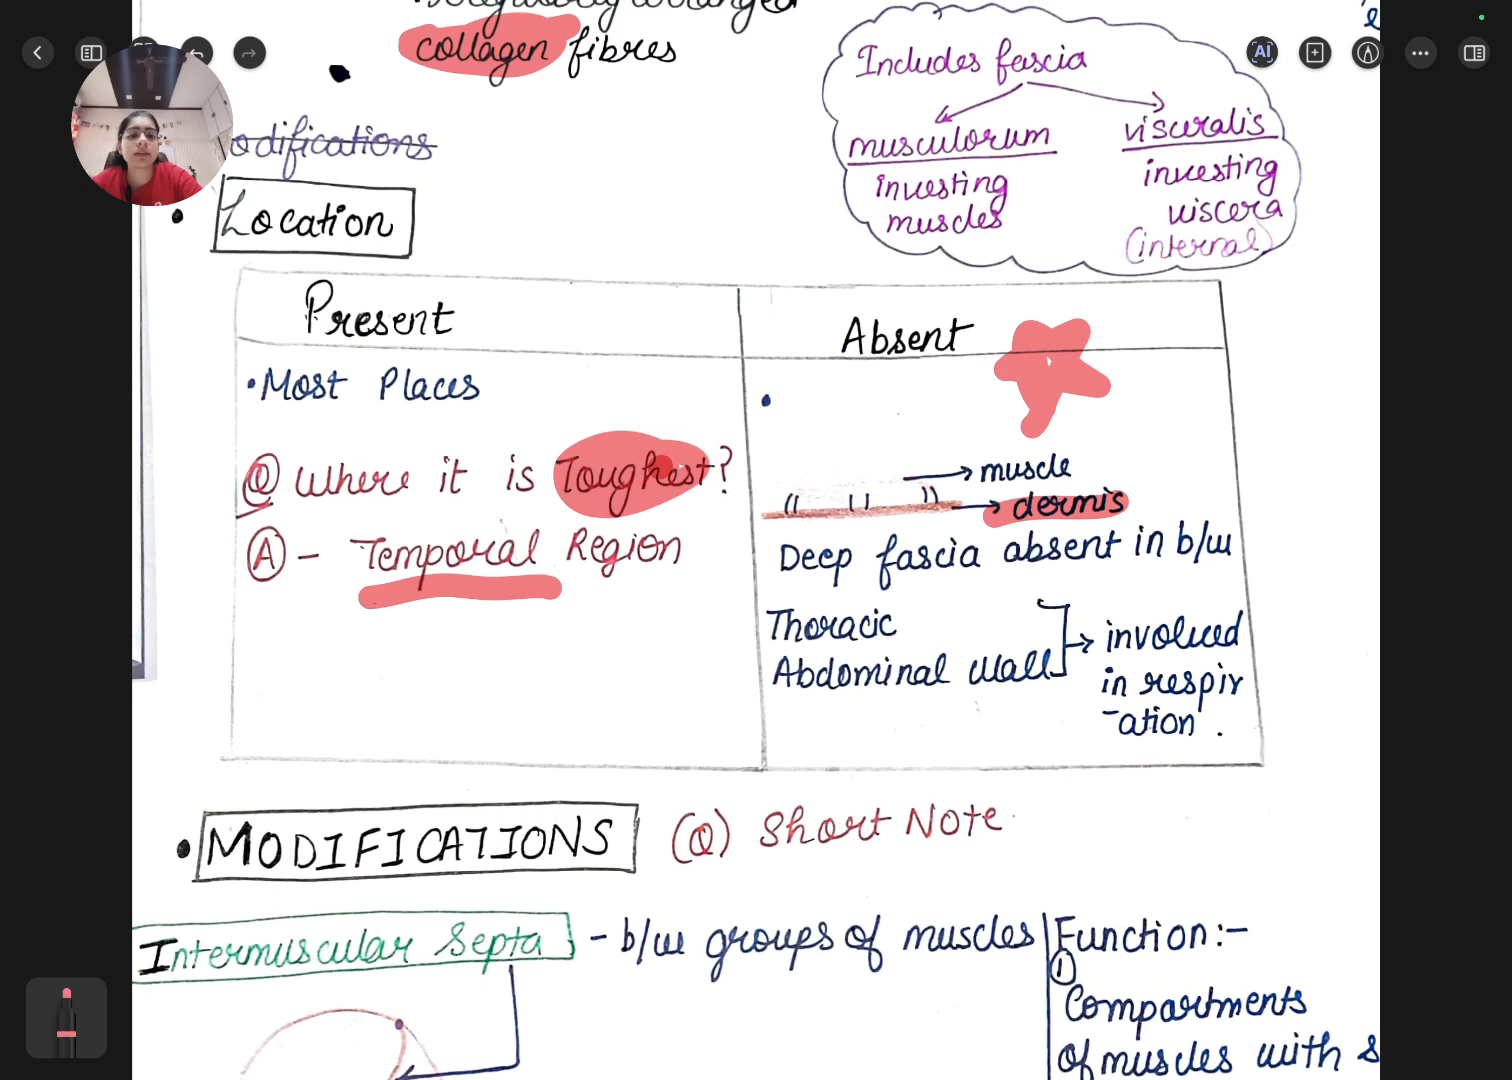 collagen fibres
Includes fascia
musculorum
investing
muscles
visceralis
investing
viscera
(internal)
odifications
• Location
Present
Absent
• Most Places
Q Where it is Toughest?
A - Temporal Region
muscle
dermis
Deep fascia absent in b/w
Thoracic
Abdominal wall
involved
in respir
-ation.
• MODIFICATIONS (Q) Short Note
Intermuscular Septa - b/w groups of muscles
Function:-
1
Compartments
of muscles with s
AI